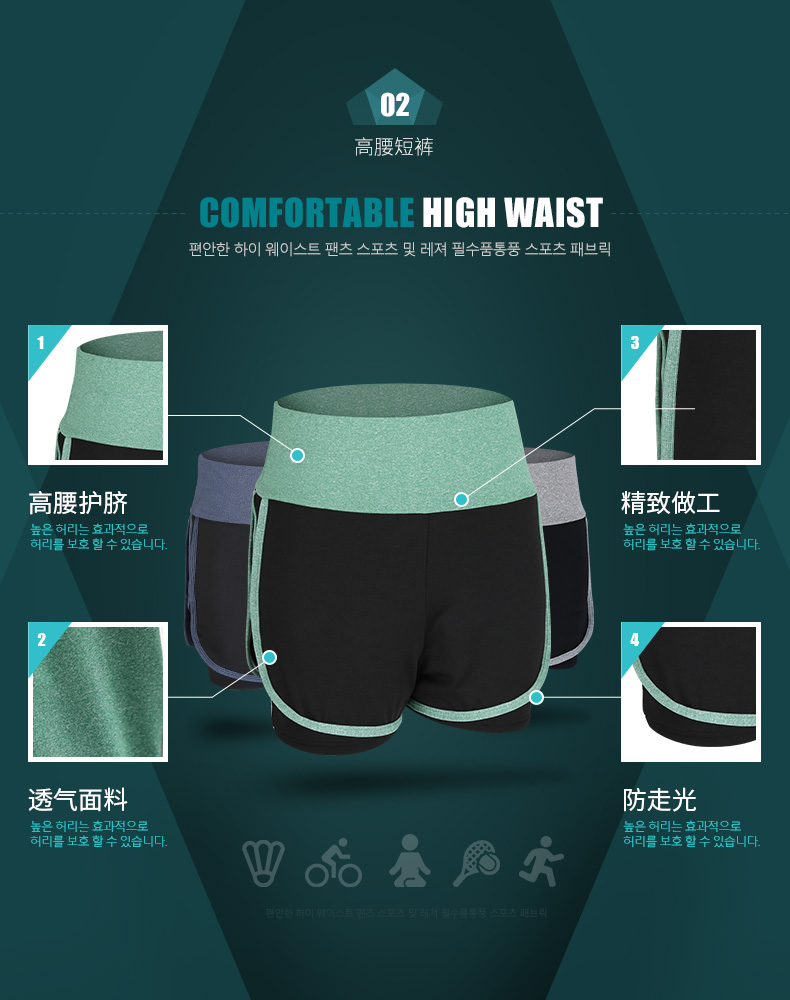 02
高腰短裤
COMFORTABLE HIGH WAIST
편안한 하이 웨이스트 팬츠 스포츠 및 레져 필수품통풍 스포츠 패브릭
1
高腰护脐
높은 허리는 효과적으로
허리를 보호 할 수 있습니다.
3
精致做工
높은 허리는 효과적으로
허리를 보호 할 수 있습니다.
2
透气面料
높은 허리는 효과적으로
허리를 보호 할 수 있습니다.
4
防走光
높은 허리는 효과적으로
허리를 보호 할 수 있습니다.
편안한 하이 웨이스트 팬츠 스포츠 및 레져 필수품통풍 스포츠 패브릭